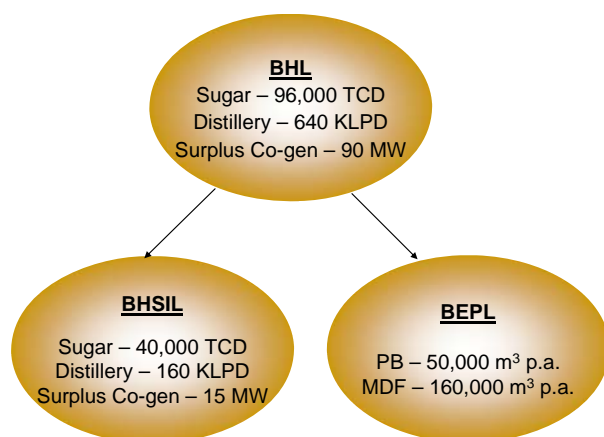 BHL
Sugar – 96,000 TCD
Distillery – 640 KLPD
Surplus Co-gen – 90 MW
BHSIL
Sugar – 40,000 TCD
Distillery – 160 KLPD
Surplus Co-gen – 15 MW
BEPL
PB – 50,000 m³ p.a.
MDF – 160,000 m³ p.a.